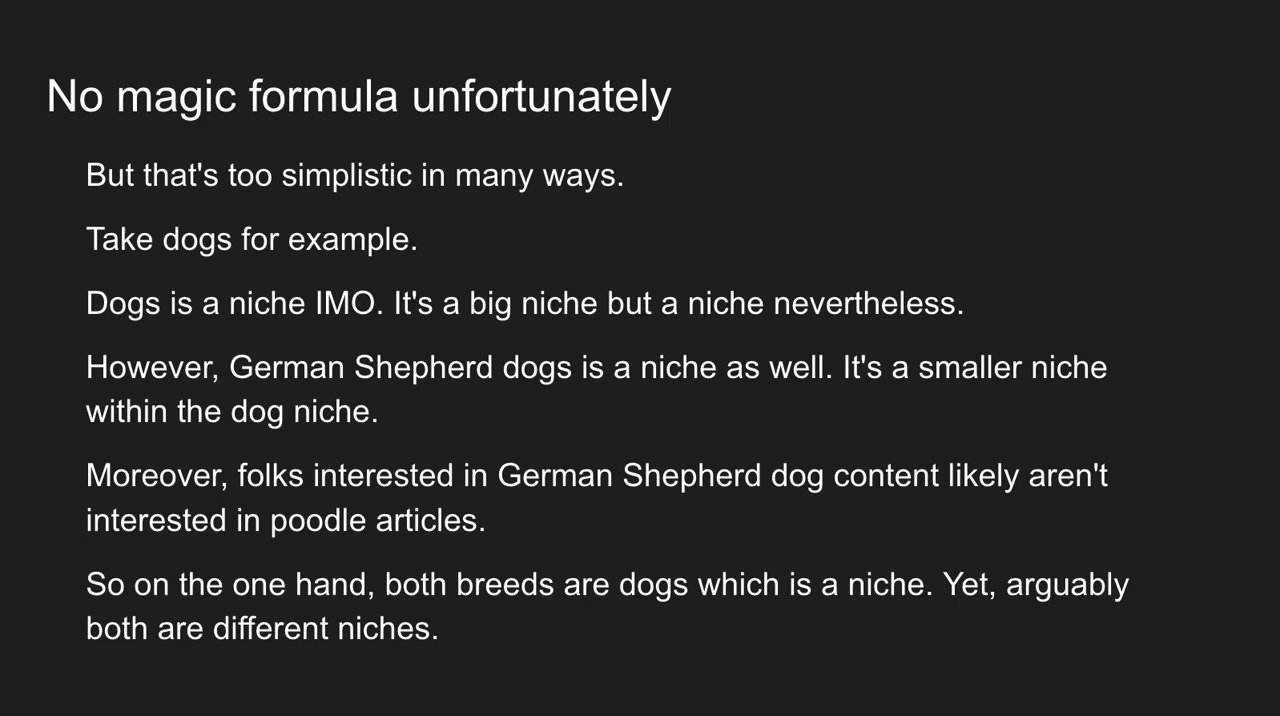 No magic formula unfortunately
But that's too simplistic in many ways.
Take dogs for example.
Dogs is a niche IMO. It's a big niche but a niche nevertheless.
However, German Shepherd dogs is a niche as well. It's a smaller niche
within the dog niche.
Moreover, folks interested in German Shepherd dog content likely aren't
interested in poodle articles.
So on the one hand, both breeds are dogs which is a niche. Yet, arguably
both are different niches.